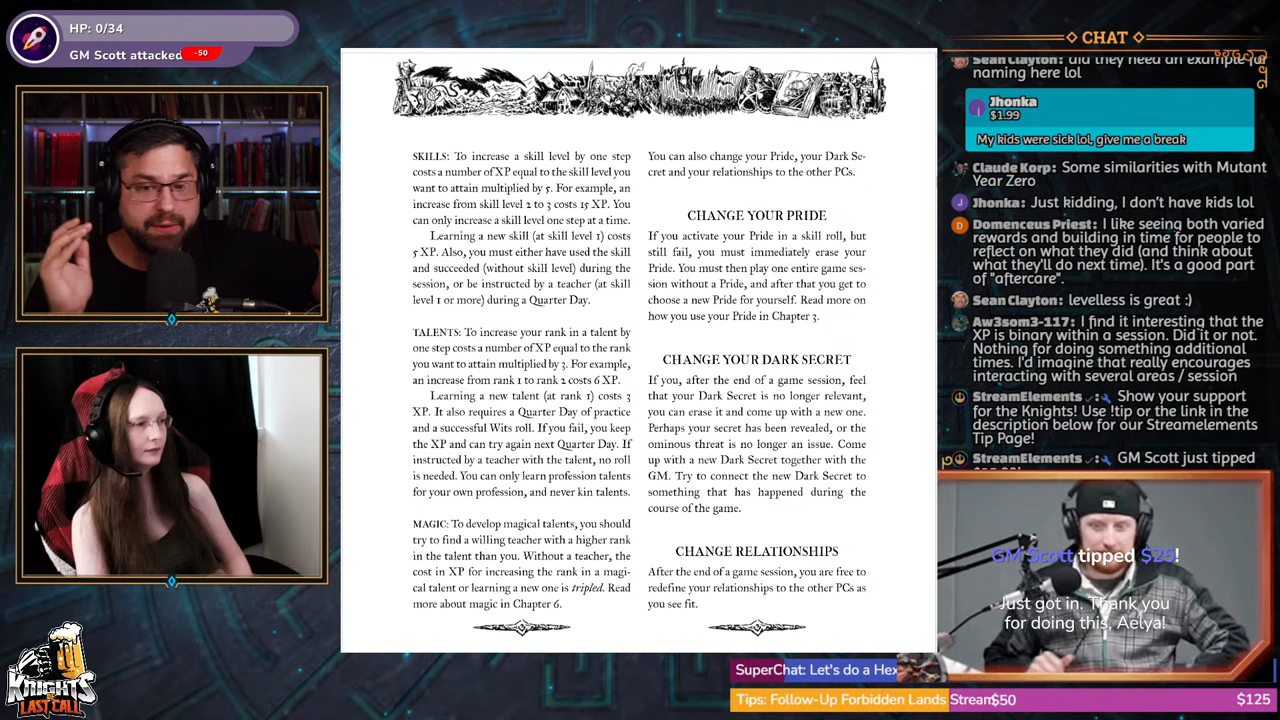 HP: 0/34
GM Scott attacked
-50
SKILLS: To increase a skill level by one step
costs a number of XP equal to the skill level you
want to attain multiplied by 5. For example, an
increase from skill level 2 to 3 costs 15 XP. You
can only increase a skill level one step at a time.
Learning a new skill (at skill level 1) costs
5 XP. Also, you must either have used the skill
and succeeded (without skill level) during the
session, or be instructed by a teacher (at skill
level 1 or more) during a Quarter Day.
TALENTS: To increase your rank in a talent by
one step costs a number of XP equal to the rank
you want to attain multiplied by 3. For example,
an increase from rank 1 to rank 2 costs 6 XP.
Learning a new talent (at rank 1) costs 3
XP. It also requires a Quarter Day of practice
and a successful Wits roll. If you fail, you keep
the XP and can try again next Quarter Day. If
instructed by a teacher with the talent, no roll
is needed. You can only learn profession talents
for your own profession, and never kin talents.
MAGIC: To develop magical talents, you should
try to find a willing teacher with a higher rank
in the talent than you. Without a teacher, the
cost in XP for increasing the rank in a magi-
cal talent or learning a new one is tripled. Read
more about magic in Chapter 6.
You can also change your Pride, your Dark Se-
cret and your relationships to the other PCs.
CHANGE YOUR PRIDE
If you activate your Pride in a skill roll, but
still fail, you must immediately erase your
Pride. You must then play one entire game ses-
sion without a Pride, and after that you get to
choose a new Pride for yourself. Read more on
how you use your Pride in Chapter 3.
CHANGE YOUR DARK SECRET
If you, after the end of a game session, feel
that your Dark Secret is no longer relevant,
you can erase it and come up with a new one.
Perhaps your secret has been revealed, or the
ominous threat is no longer an issue. Come
up with a new Dark Secret together with the
GM. Try to connect the new Dark Secret to
something that has happened during the
course of the game.
CHANGE RELATIONSHIPS
After the end of a game session, you are free to
redefine your relationships to the other PCs as
you see fit.
CHAT
Sean Clayton: did they need an example for
naming here lol
Jhonka
$1.99
My kids were sick lol, give me a break
Claude Korp: Some similarities with Mutant
Year Zero
Jhonka: Just kidding, I don't have kids lol
Domenceus Priest: I like seeing both varied
rewards and building in time for people to
reflect on what they did (and think about
what they'll do next time). It's a good part
of "aftercare".
Sean Clayton: levelless is great :)
Aw3som3-117: I find it interesting that the
XP is binary within a session. Did it or not.
Nothing for doing something additional
times. I'd imagine that really encourages
interacting with several areas / session
StreamElements: Show your support
for the Knights! Use !tip or the link in the
description below for our Streamelements
Tip Page!
StreamElements: GM Scott just tipped
GM Scott tipped $25!
Just got in. Thank you
for doing this, Aelya!
SuperChat: Let's do a Hex
Tips: Follow-Up Forbidden Lands Stream
$50
$125
KNIGHTS
OF
LAST CALL